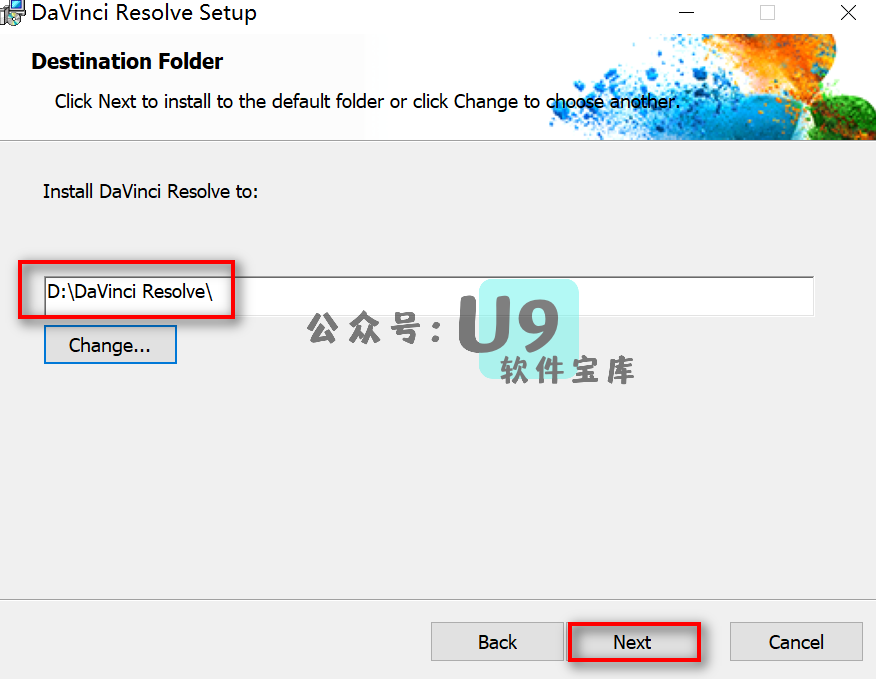 DaVinci Resolve Setup
Destination Folder
Click Next to install to the default folder or click Change to choose another.
Install DaVinci Resolve to:
D:\DaVinci Resolve\
Change...
公众号:U9
软件宝库
Back
Next
Cancel